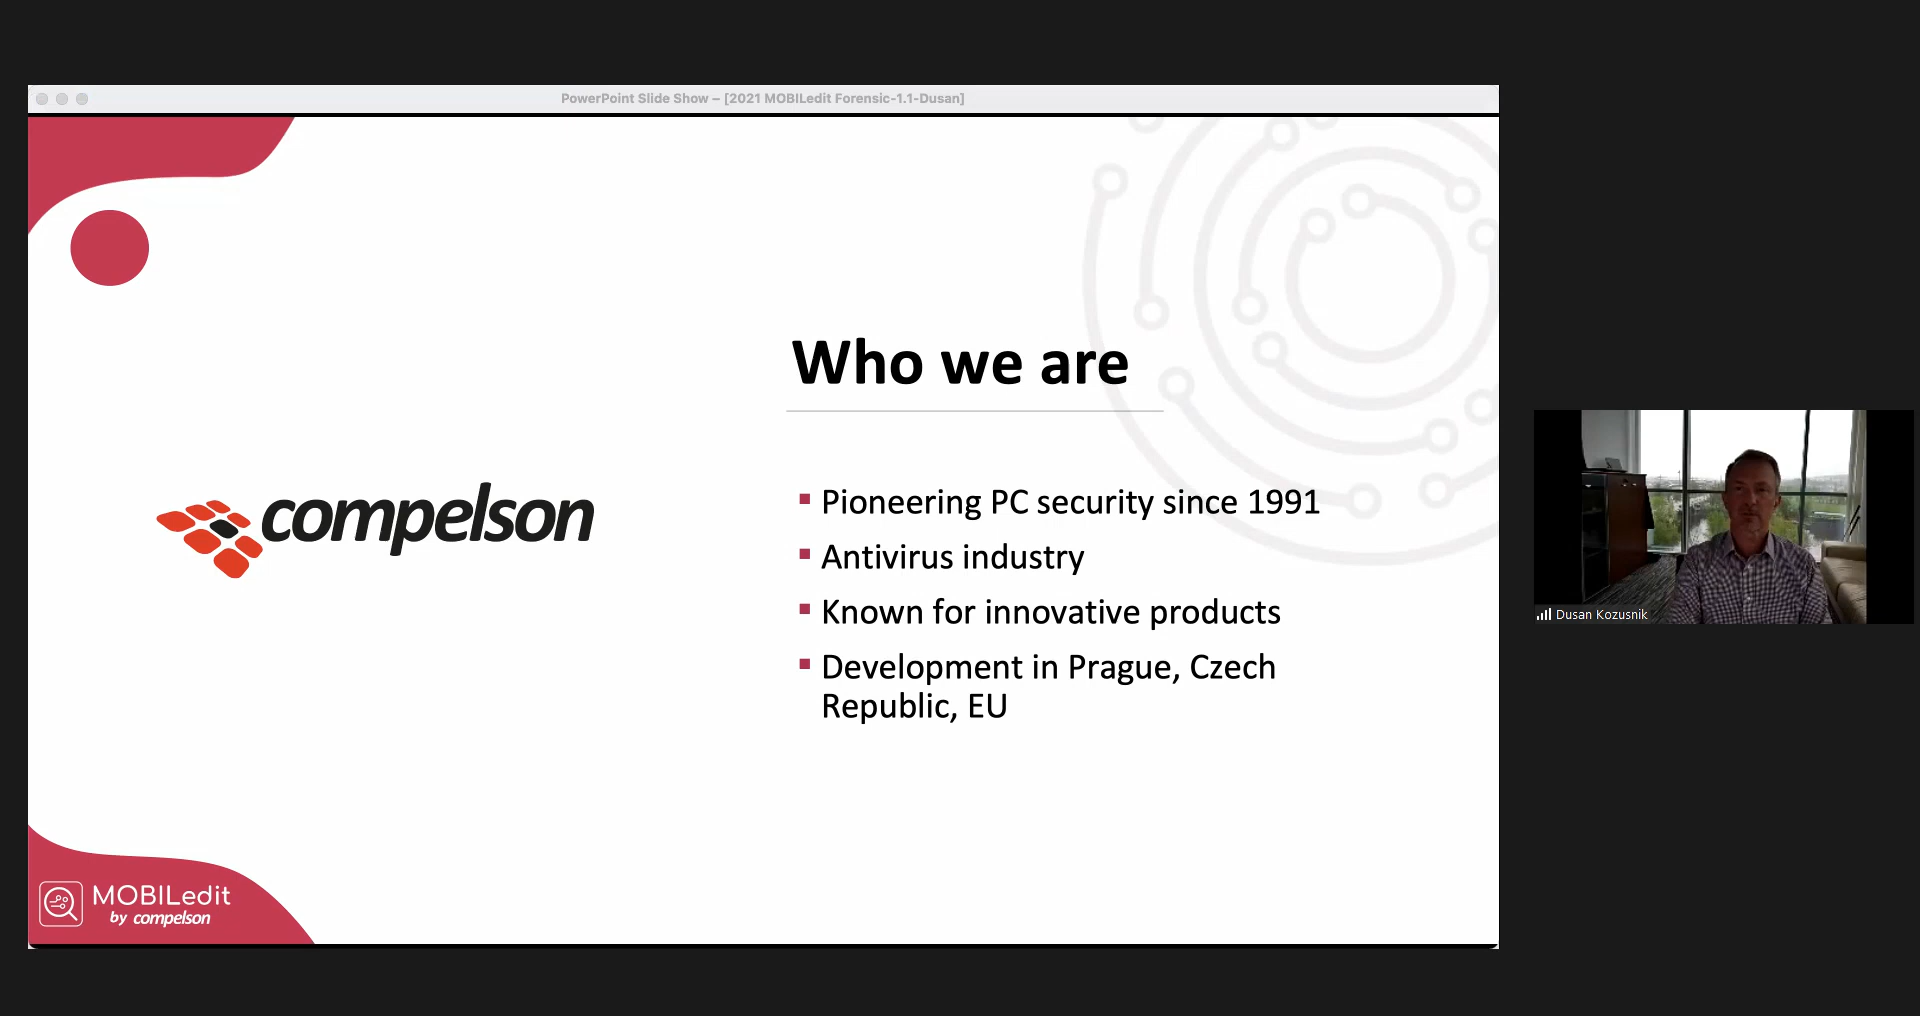 PowerPoint Slide Show – [2021 MOBILedit Forensic-1.1-Dusan]
Who we are
compelson
Pioneering PC security since 1991
Antivirus industry
Known for innovative products
Development in Prague, Czech
Republic, EU
MOBILedit
by compelson
Dusan Kozusnik